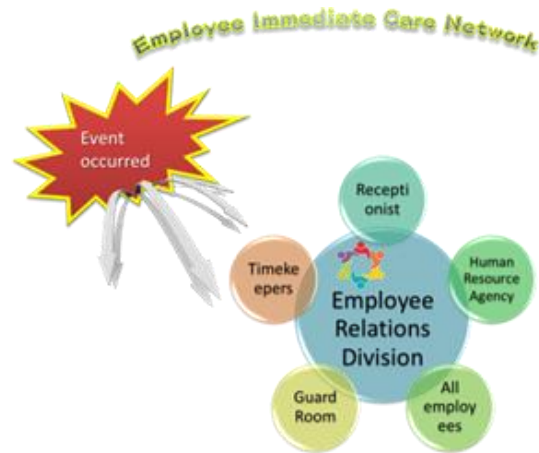 Employee Immediate Care Network
Event
occurred
Recepti
onist
Timeke
epers
Human
Resource
Agency
Employee
Relations
Division
Guard
Room
All
employ
ees